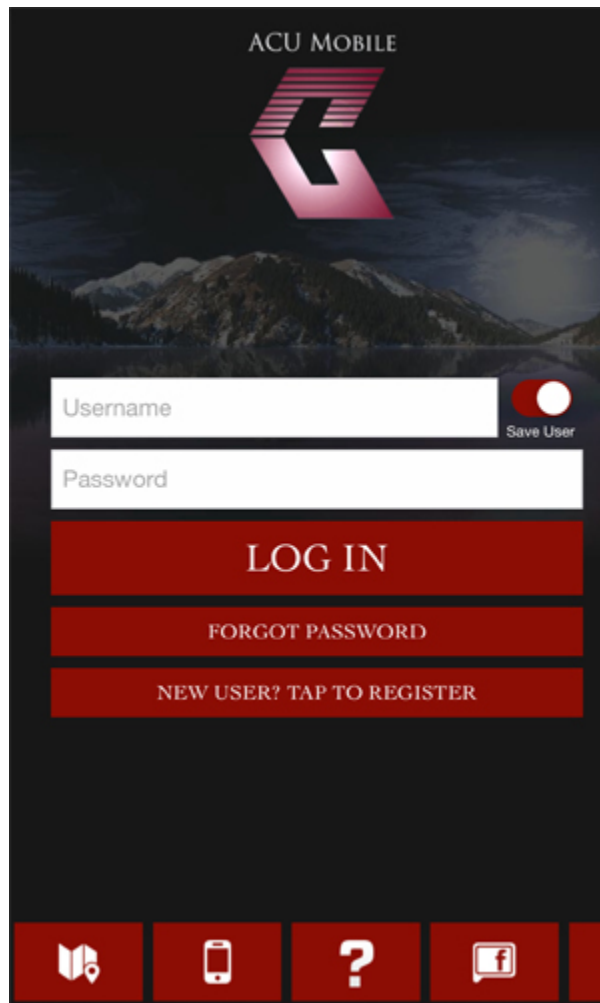 ACU MOBILE
Username
Save User
Password
LOG IN
FORGOT PASSWORD
NEW USER? TAP TO REGISTER
?
f